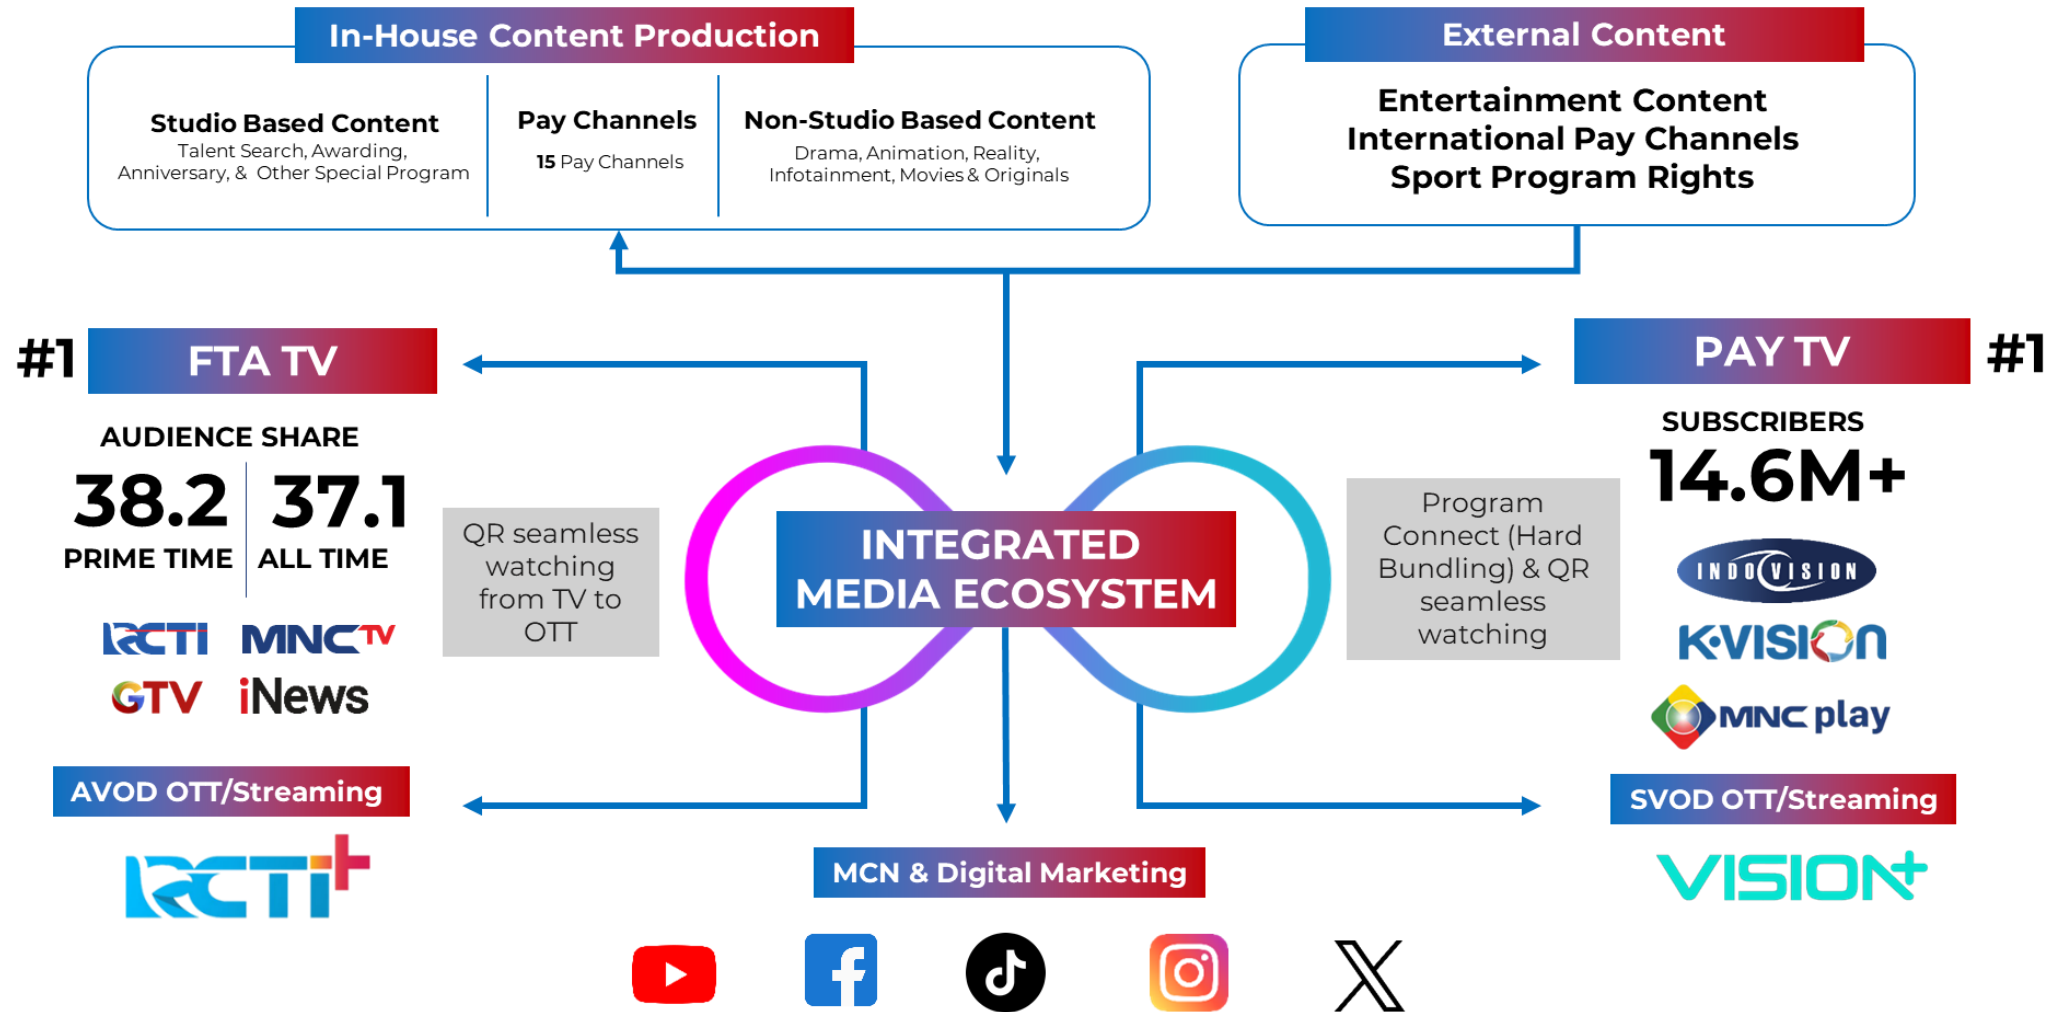 In-House Content Production
Studio Based Content
Talent Search, Awarding,
Anniversary, & Other Special Program
Pay Channels
15 Pay Channels
Non-Studio Based Content
Drama, Animation, Reality,
Infotainment, Movies & Originals
External Content
Entertainment Content
International Pay Channels
Sport Program Rights
#1
FTA TV
AUDIENCE SHARE
38.2
PRIME TIME
37.1
ALL TIME
RCTI
MNCTV
GTV
iNews
QR seamless
watching
from TV to
OTT
INTEGRATED
MEDIA ECOSYSTEM
Program
Connect (Hard
Bundling) & QR
seamless
watching
PAY TV
#1
SUBSCRIBERS
14.6M+
INDOVISION
K-VISION
MNC play
AVOD OTT/Streaming
RCTI+
MCN & Digital Marketing
SVOD OTT/Streaming
VISION+